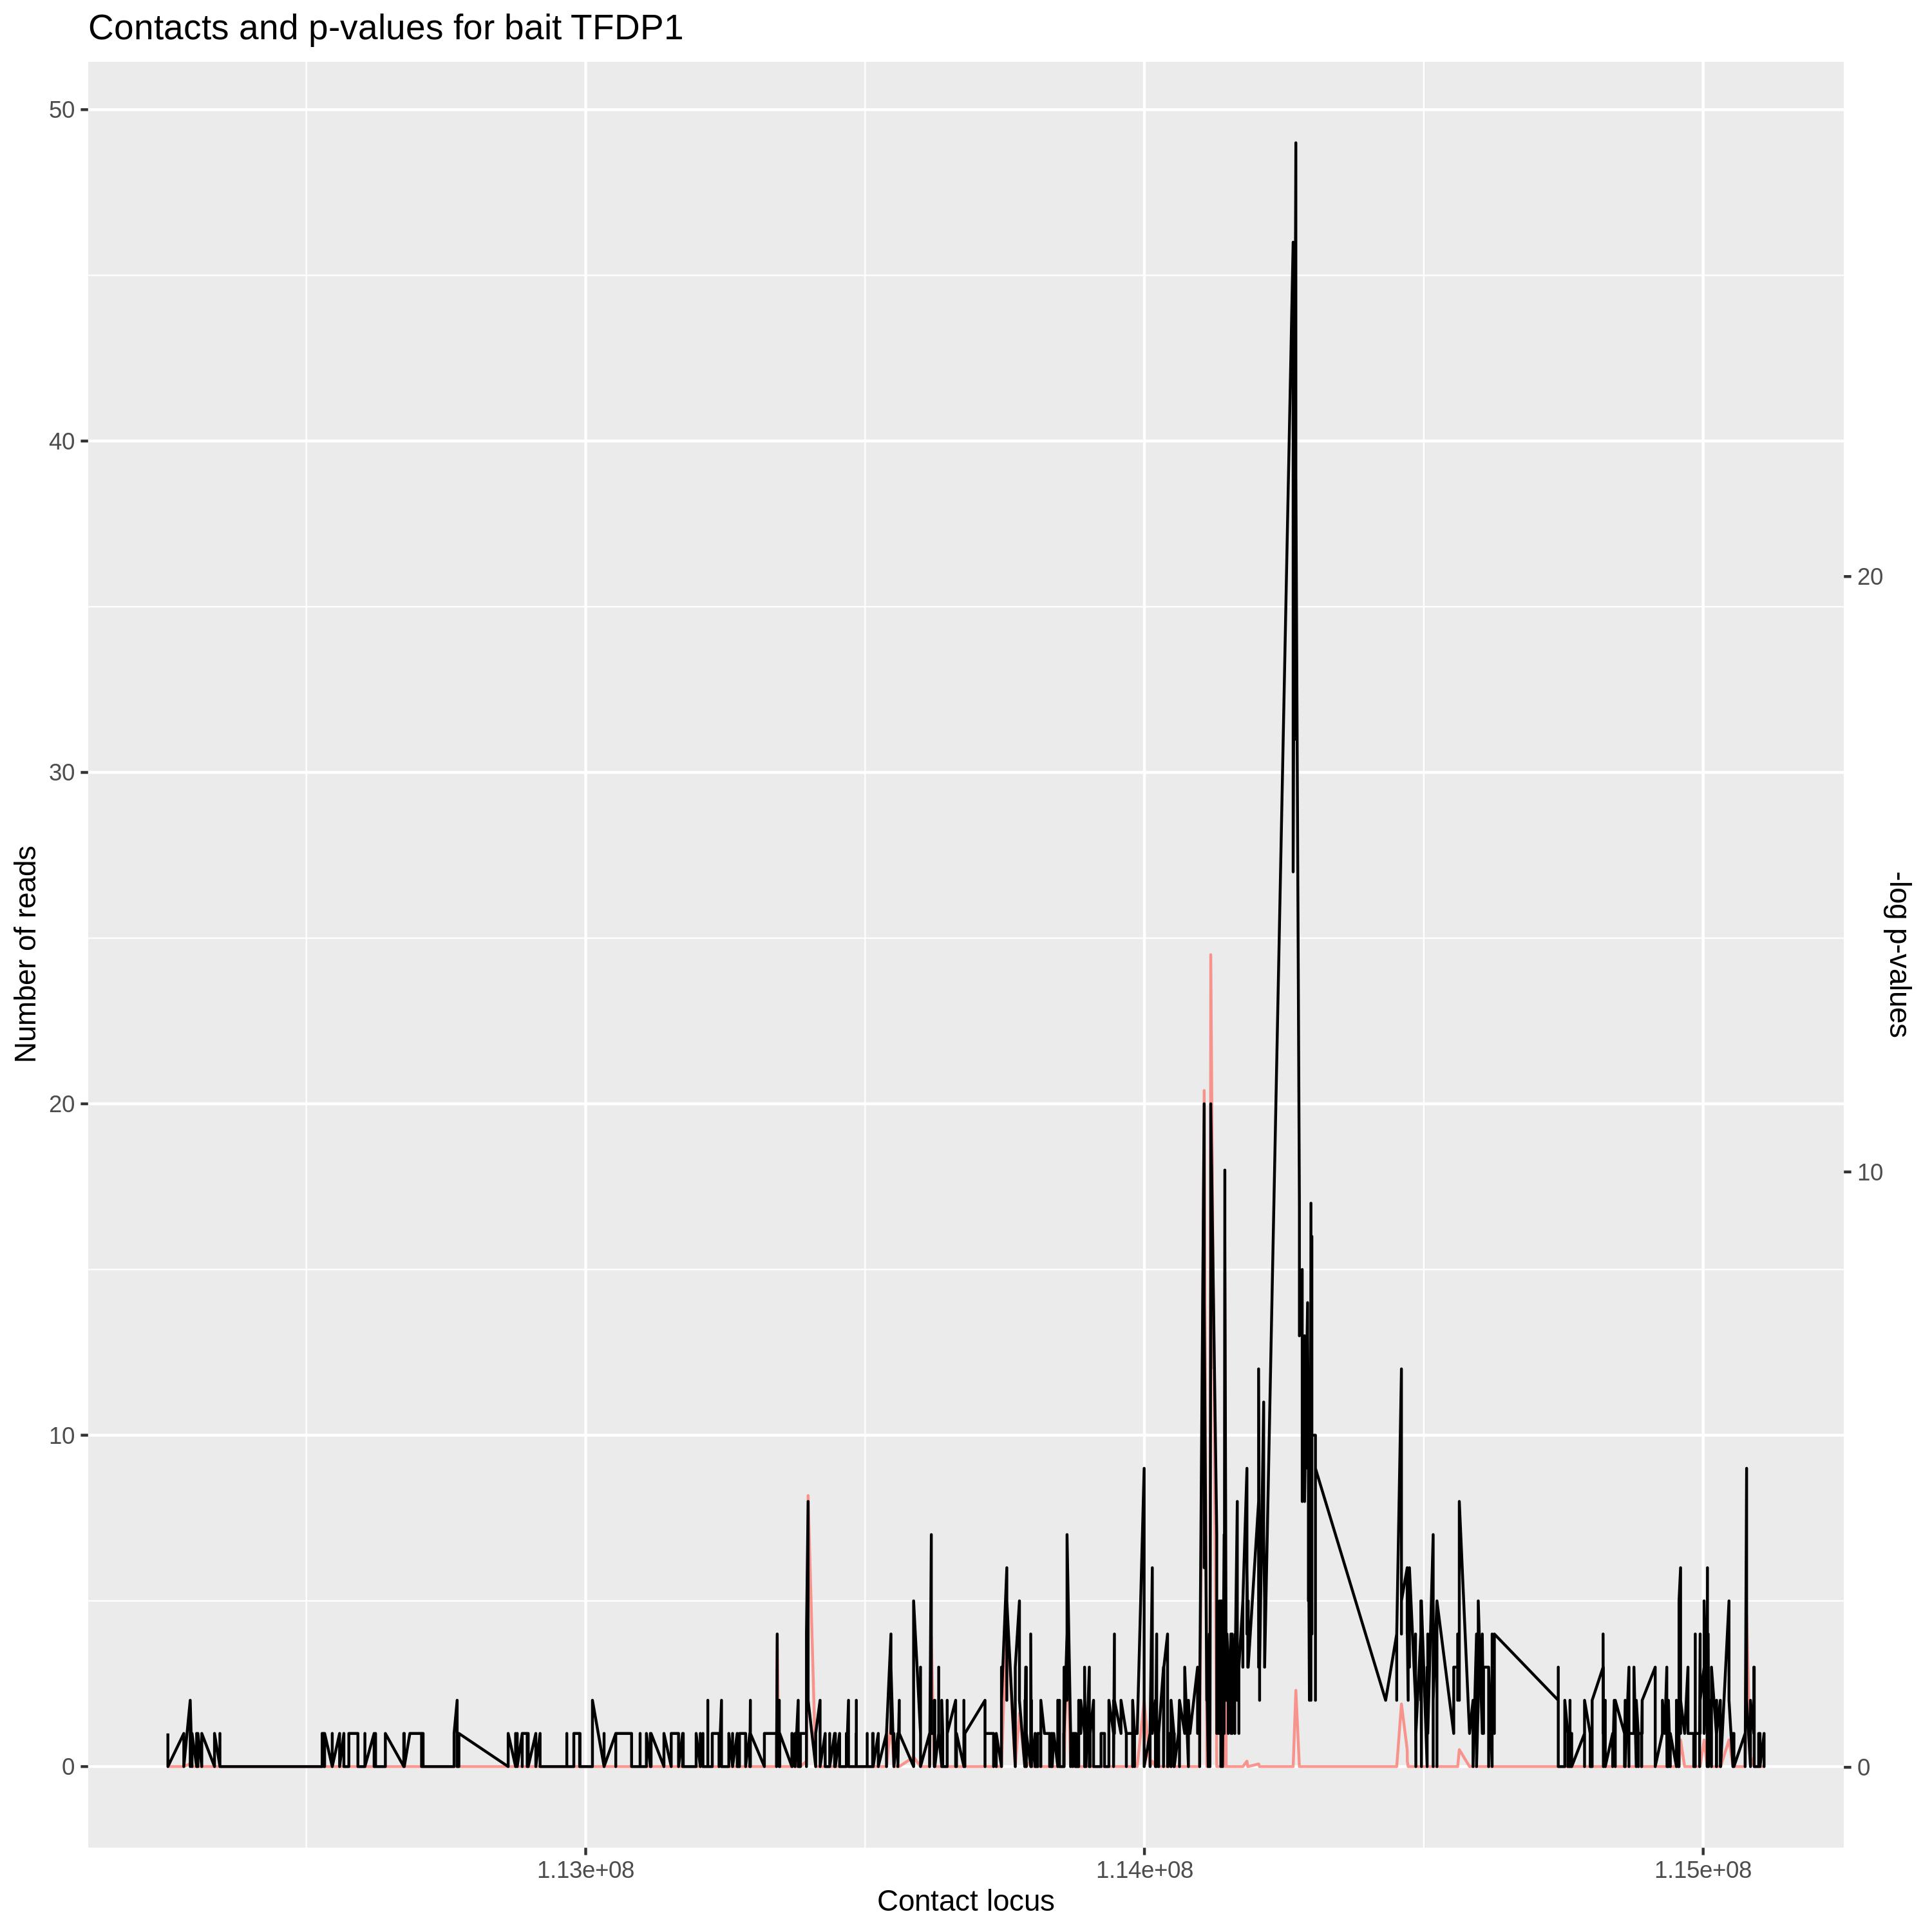 Contacts and p-values for bait TFDP1
50
40
30
20
10
0
Number of reads
20
10
0
-log p-values
1.13e+08
1.14e+08
1.15e+08
Contact locus